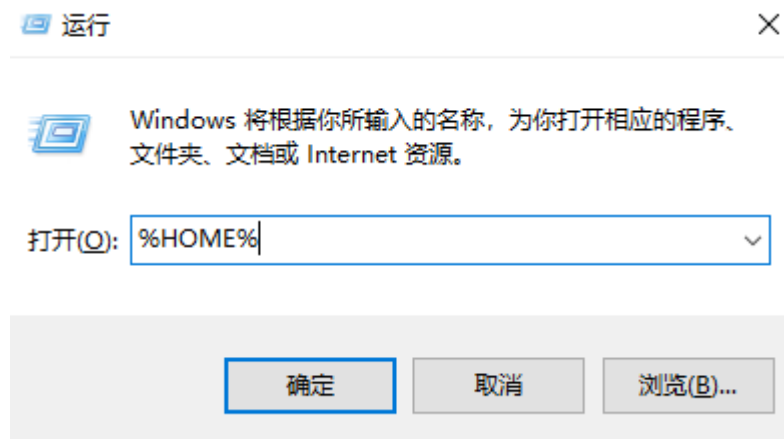 运行
Windows 将根据你所输入的名称，为你打开相应的程序、
文件夹、文档或 Internet 资源。
打开(O): %HOME%
确定 取消 浏览(B)...